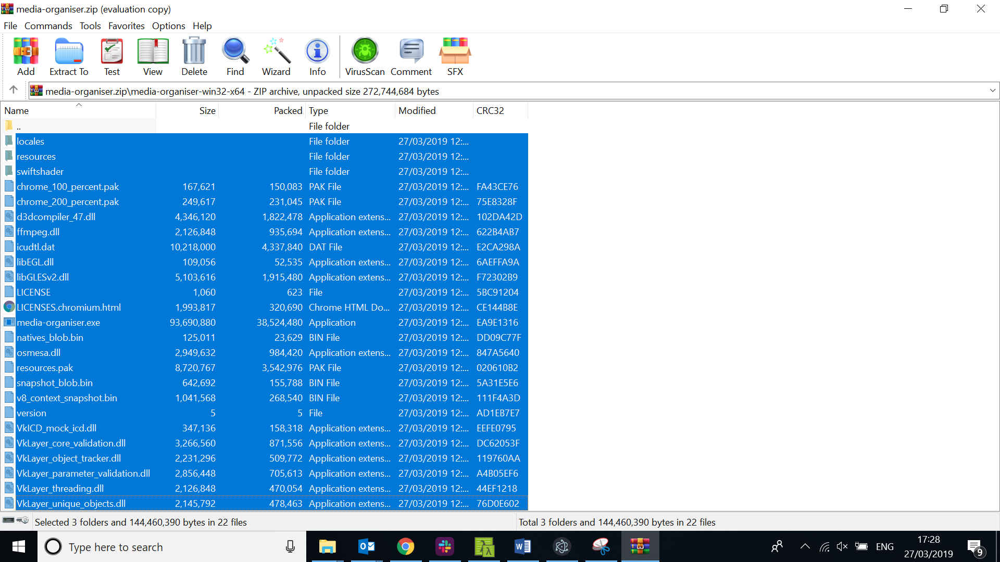 media-organiser.zip (evaluation copy)
File Commands Tools Favorites Options Help
Add Extract To Test View Delete Find Wizard Info VirusScan Comment SFX
media-organiser.zip\media-organiser-win32-x64 - ZIP archive, unpacked size 272,744,684 bytes
Name Size Packed Type Modified CRC32
.. File folder
locales File folder 27/03/2019 12:...
resources File folder 27/03/2019 12:...
swiftshader File folder 27/03/2019 12:...
chrome_100_percent.pak 167,621 150,083 PAK File 27/03/2019 12:... FA43CE76
chrome_200_percent.pak 249,617 231,045 PAK File 27/03/2019 12:... 75E8328F
d3dcompiler_47.dll 4,346,120 1,822,478 Application extens... 27/03/2019 12:... 102DA42D
ffmpeg.dll 2,126,848 935,694 Application extens... 27/03/2019 12:... 622B4AB7
icudtl.dat 10,218,000 4,337,840 DAT File 27/03/2019 12:... E2CA298A
libEGL.dll 109,056 52,535 Application extens... 27/03/2019 12:... 6AEFFA9A
libGLESv2.dll 5,103,616 1,915,480 Application extens... 27/03/2019 12:... F72302B9
LICENSE 1,060 623 File 27/03/2019 12:... 5BC91204
LICENSES.chromium.html 1,993,817 320,690 Chrome HTML Do... 27/03/2019 12:... CE144B8E
media-organiser.exe 93,690,880 38,524,480 Application 27/03/2019 12:... EA9E1316
natives_blob.bin 125,011 23,629 BIN File 27/03/2019 12:... DD09C77F
osmesa.dll 2,949,632 984,420 Application extens... 27/03/2019 12:... 847A5640
resources.pak 8,720,767 3,542,976 PAK File 27/03/2019 12:... 020610B2
snapshot_blob.bin 642,692 155,788 BIN File 27/03/2019 12:... 5A31E5E6
v8_context_snapshot.bin 1,041,568 268,540 BIN File 27/03/2019 12:... 111F4A3D
version 5 5 File 27/03/2019 12:... AD1EB7E7
VkICD_mock_icd.dll 347,136 158,318 Application extens... 27/03/2019 12:... EEFE0795
VkLayer_core_validation.dll 3,266,560 871,556 Application extens... 27/03/2019 12:... DC62053F
VkLayer_object_tracker.dll 2,231,296 509,772 Application extens... 27/03/2019 12:... 119760AA
VkLayer_parameter_validation.dll 2,856,448 705,613 Application extens... 27/03/2019 12:... A4B05EF6
VkLayer_threading.dll 2,126,848 470,054 Application extens... 27/03/2019 12:... 44EF1218
VkLayer_unique_objects.dll 2,145,792 478,463 Application extens... 27/03/2019 12:... 76D0E602
Selected 3 folders and 144,460,390 bytes in 22 files Total 3 folders and 144,460,390 bytes in 22 files
Type here to search ENG 17:28
27/03/2019 9